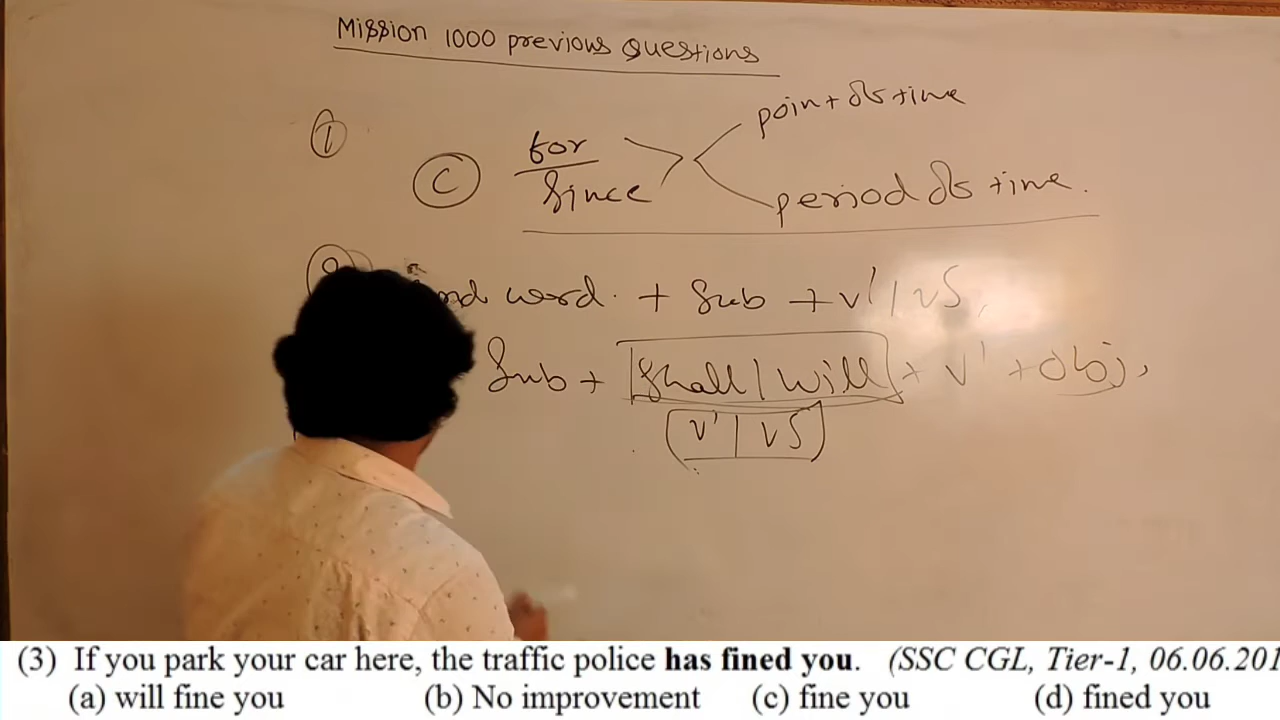 Mission 1000 previous Questions
1
point of time
C for
since
period of time.
word. + Sub + v' / vs,
Sub + shall / will + v' + obj,
v' | vs
(3) If you park your car here, the traffic police has fined you. (SSC CGL, Tier-1, 06.06.201
(a) will fine you (b) No improvement (c) fine you (d) fined you